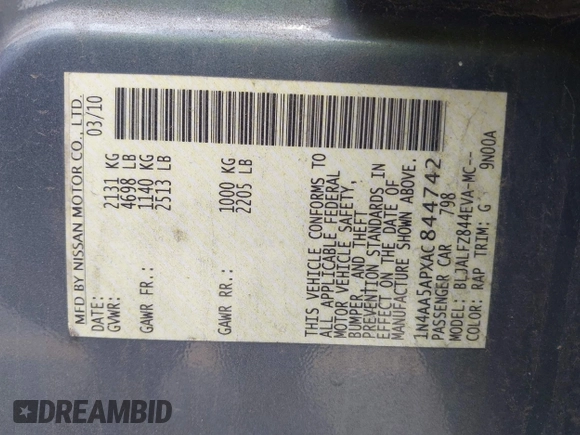 MFD BY NISSAN MOTOR CO., LTD.
DATE: 03/10
GVWR: 2131 KG
4698 LB
GAWR FR.: 1140 KG
2513 LB
GAWR RR.: 1000 KG
2205 LB
THIS VEHICLE CONFORMS TO
ALL APPLICABLE FEDERAL
MOTOR VEHICLE SAFETY,
BUMPER, AND THEFT
PREVENTION STANDARDS IN
EFFECT ON THE DATE OF
MANUFACTURE SHOWN ABOVE.
1N4AA5APXAC844742
PASSENGER CAR 798
MODEL: BLJALFZB44EVA-MC--
COLOR: RAP TRIM: G 9N00A
DREAMBID